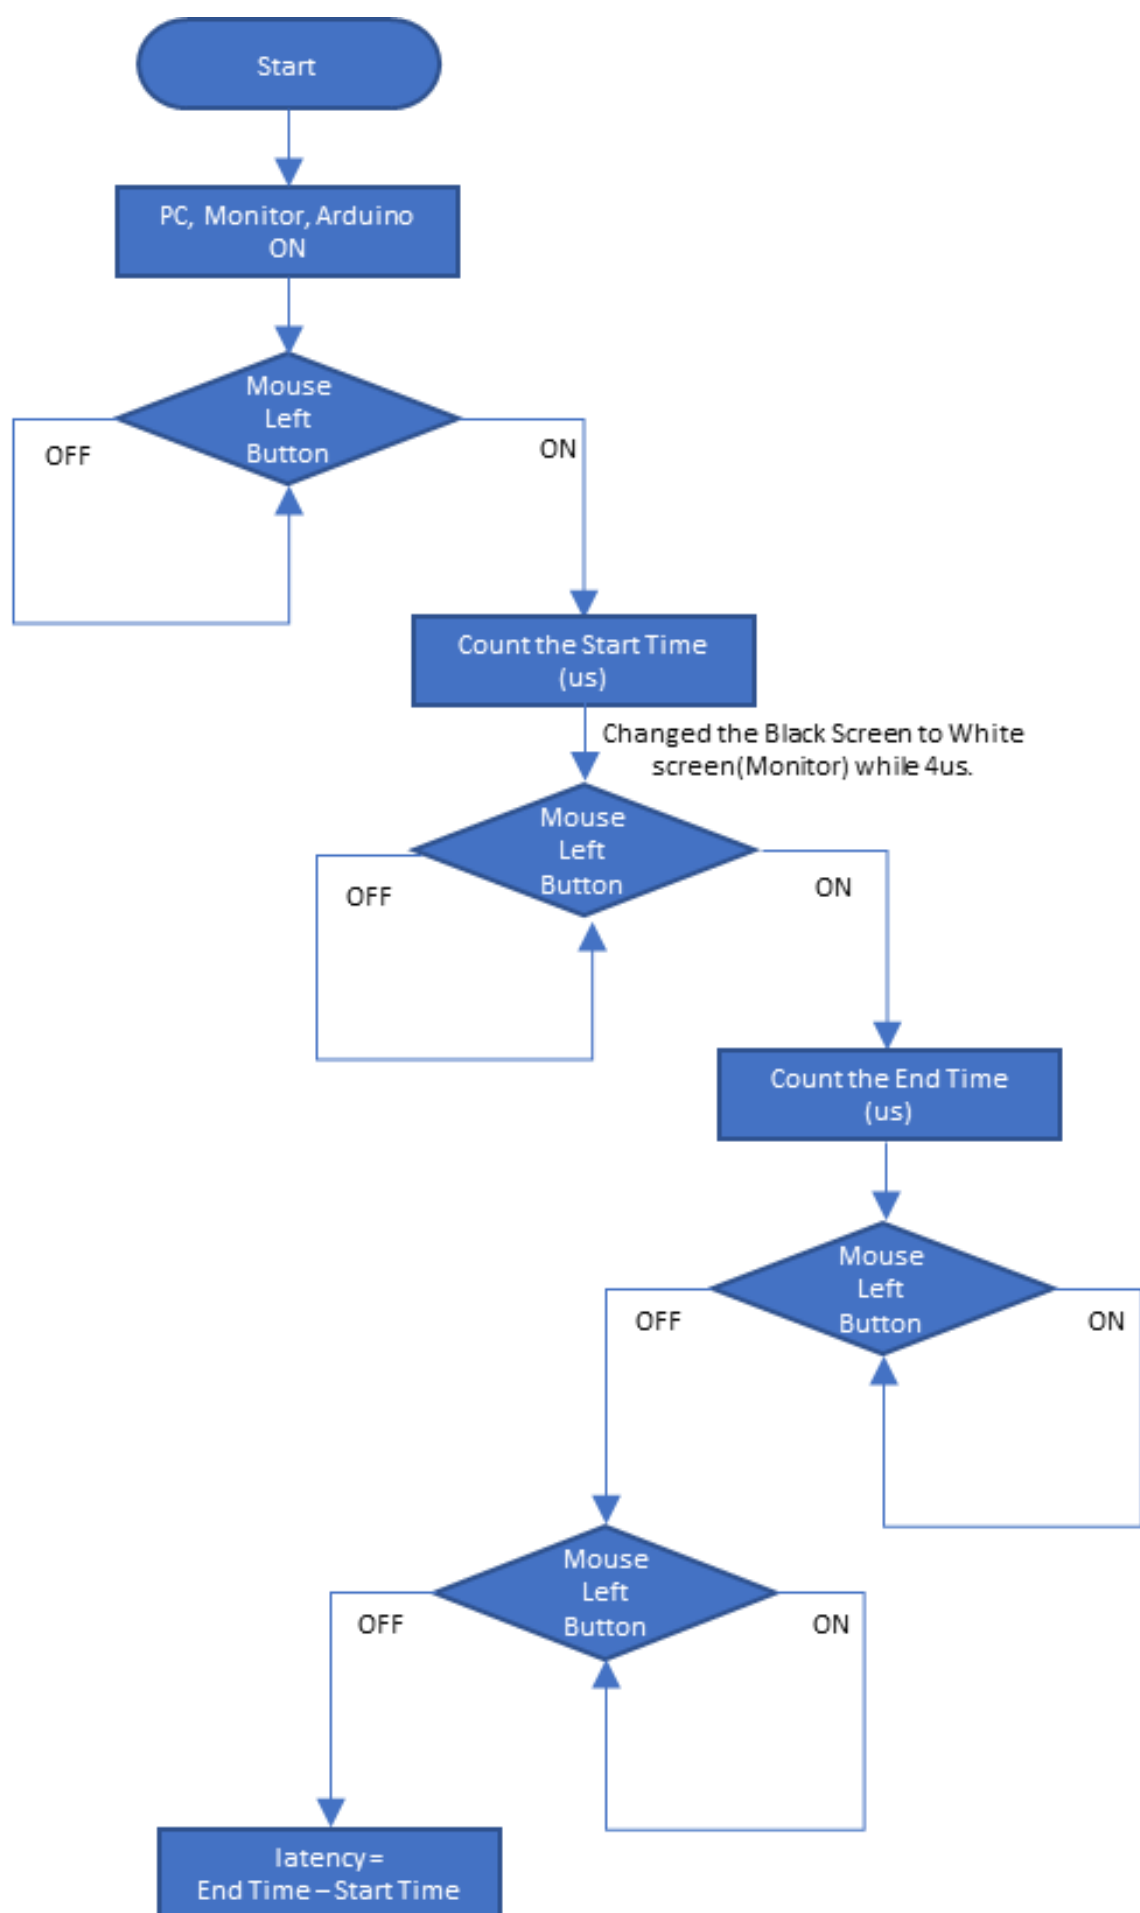 Start
PC, Monitor, Arduino
ON
Mouse
Left
Button
OFF
ON
Count the Start Time
(us)
Changed the Black Screen to White
screen(Monitor) while 4us.
Mouse
Left
Button
OFF
ON
Count the End Time
(us)
Mouse
Left
Button
OFF
ON
Mouse
Left
Button
OFF
ON
latency=
End Time – Start Time